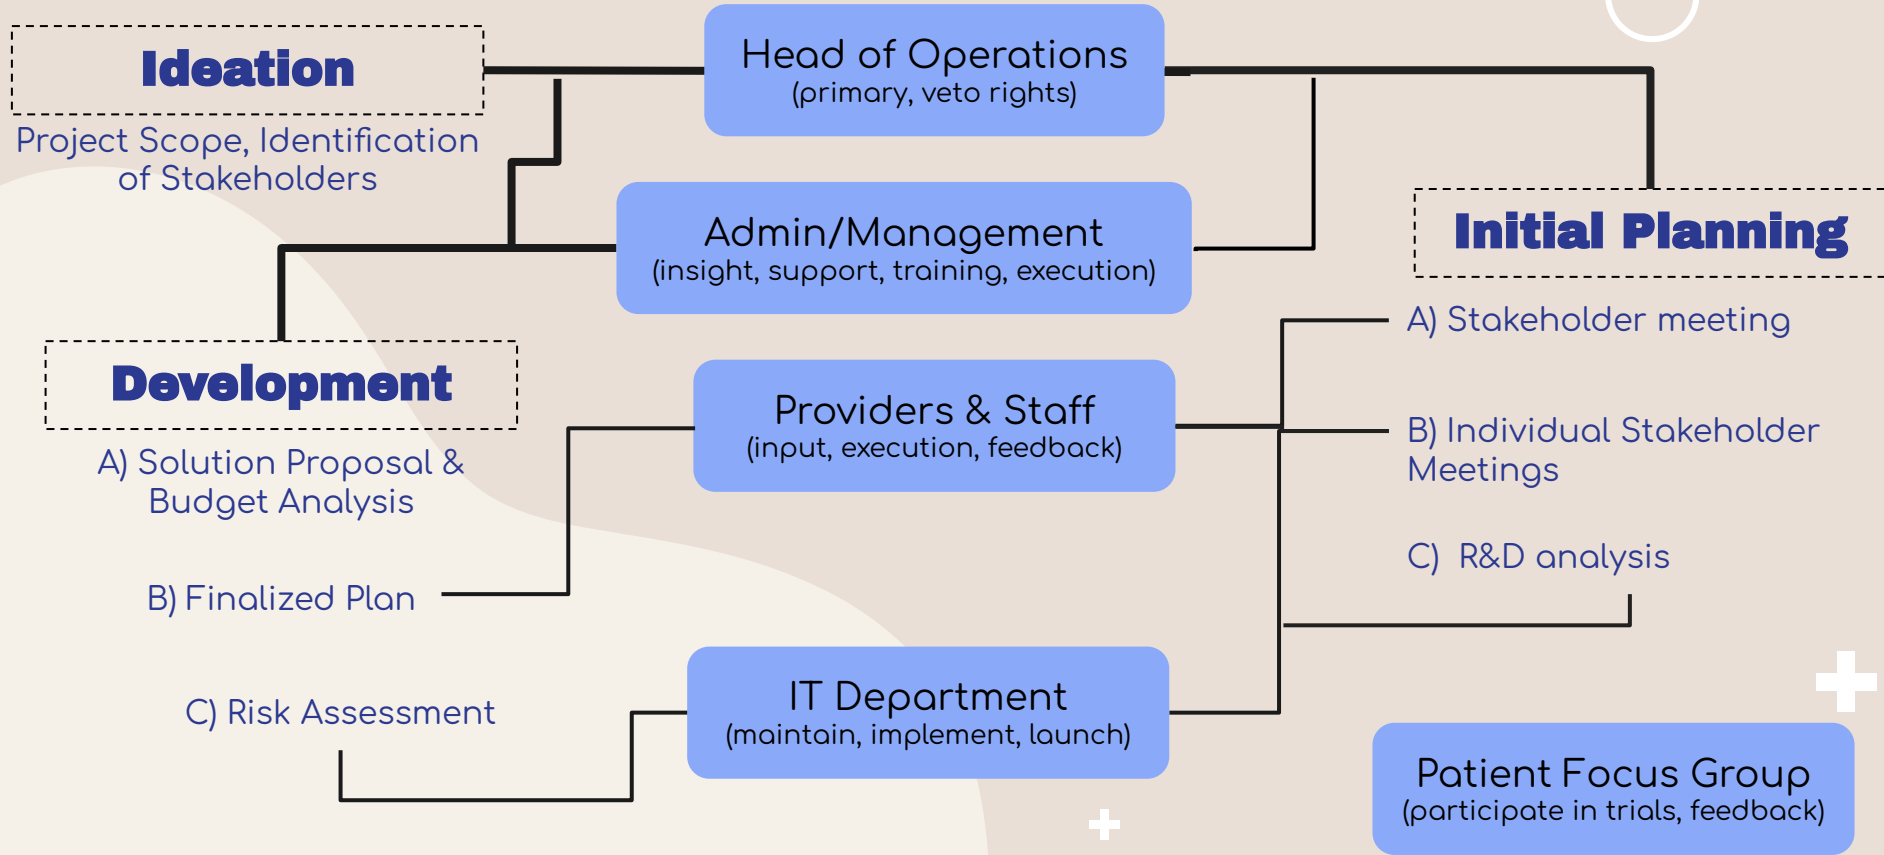 Ideation
Project Scope, Identification
of Stakeholders
Head of Operations
(primary, veto rights)
Admin/Management
(insight, support, training, execution)
Initial Planning
A) Stakeholder meeting
B) Individual Stakeholder
Meetings
C) R&D analysis
Development
A) Solution Proposal &
Budget Analysis
B) Finalized Plan
C) Risk Assessment
Providers & Staff
(input, execution, feedback)
IT Department
(maintain, implement, launch)
Patient Focus Group
(participate in trials, feedback)